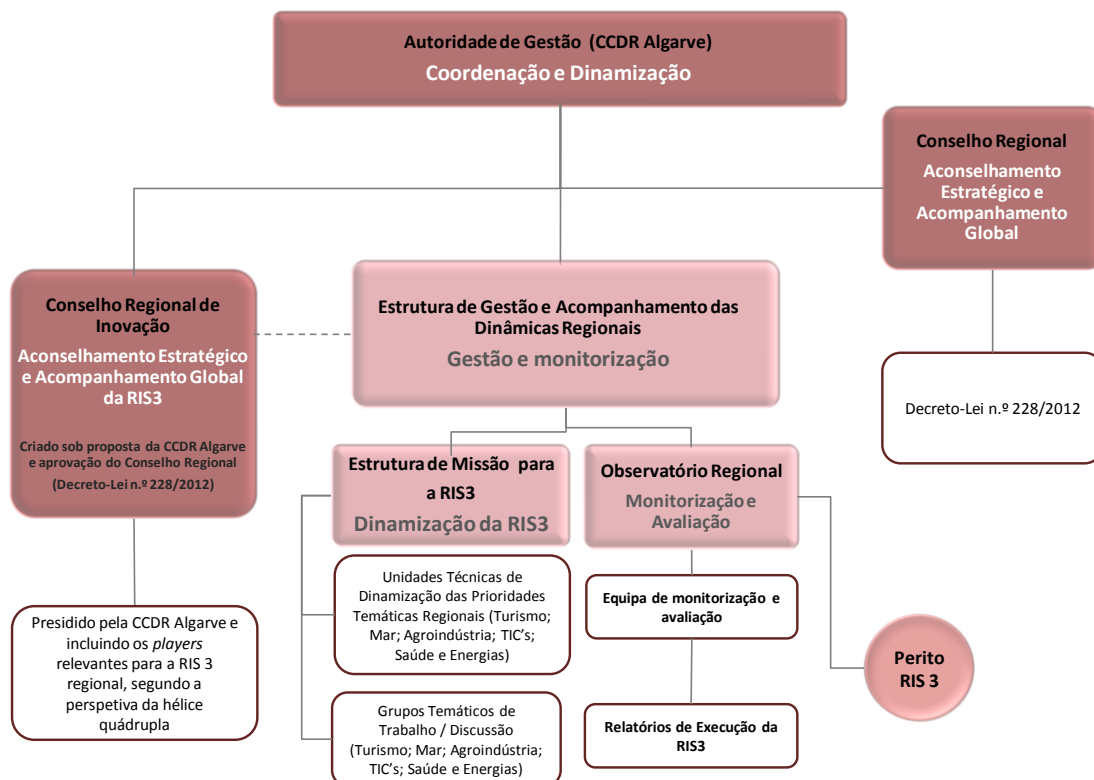 Autoridade de Gestão (CCDR Algarve)
Coordenação e Dinamização
Conselho Regional
Aconselhamento
Estratégico e
Acompanhamento
Global
Decreto-Lei n.º 228/2012
Conselho Regional de
Inovação
Aconselhamento Estratégico
e Acompanhamento Global
da RIS3
Criado sob proposta da CCDR Algarve
e aprovação do Conselho Regional
(Decreto-Lei n.º 228/2012)
Presidido pela CCDR Algarve e
incluindo os players
relevantes para a RIS 3
regional, segundo a
perspetiva da hélice
quádrupla
Estrutura de Gestão e Acompanhamento das
Dinâmicas Regionais
Gestão e monitorização
Estrutura de Missão para
a RIS3
Dinamização da RIS3
Unidades Técnicas de
Dinamização das Prioridades
Temáticas Regionais (Turismo;
Mar; Agroindústria; TIC's;
Saúde e Energias)
Grupos Temáticos de
Trabalho / Discussão
(Turismo; Mar; Agroindústria;
TIC's; Saúde e Energias)
Observatório Regional
Monitorização e
Avaliação
Equipa de monitorização e
avaliação
Relatórios de Execução da
RIS3
Perito
RIS 3